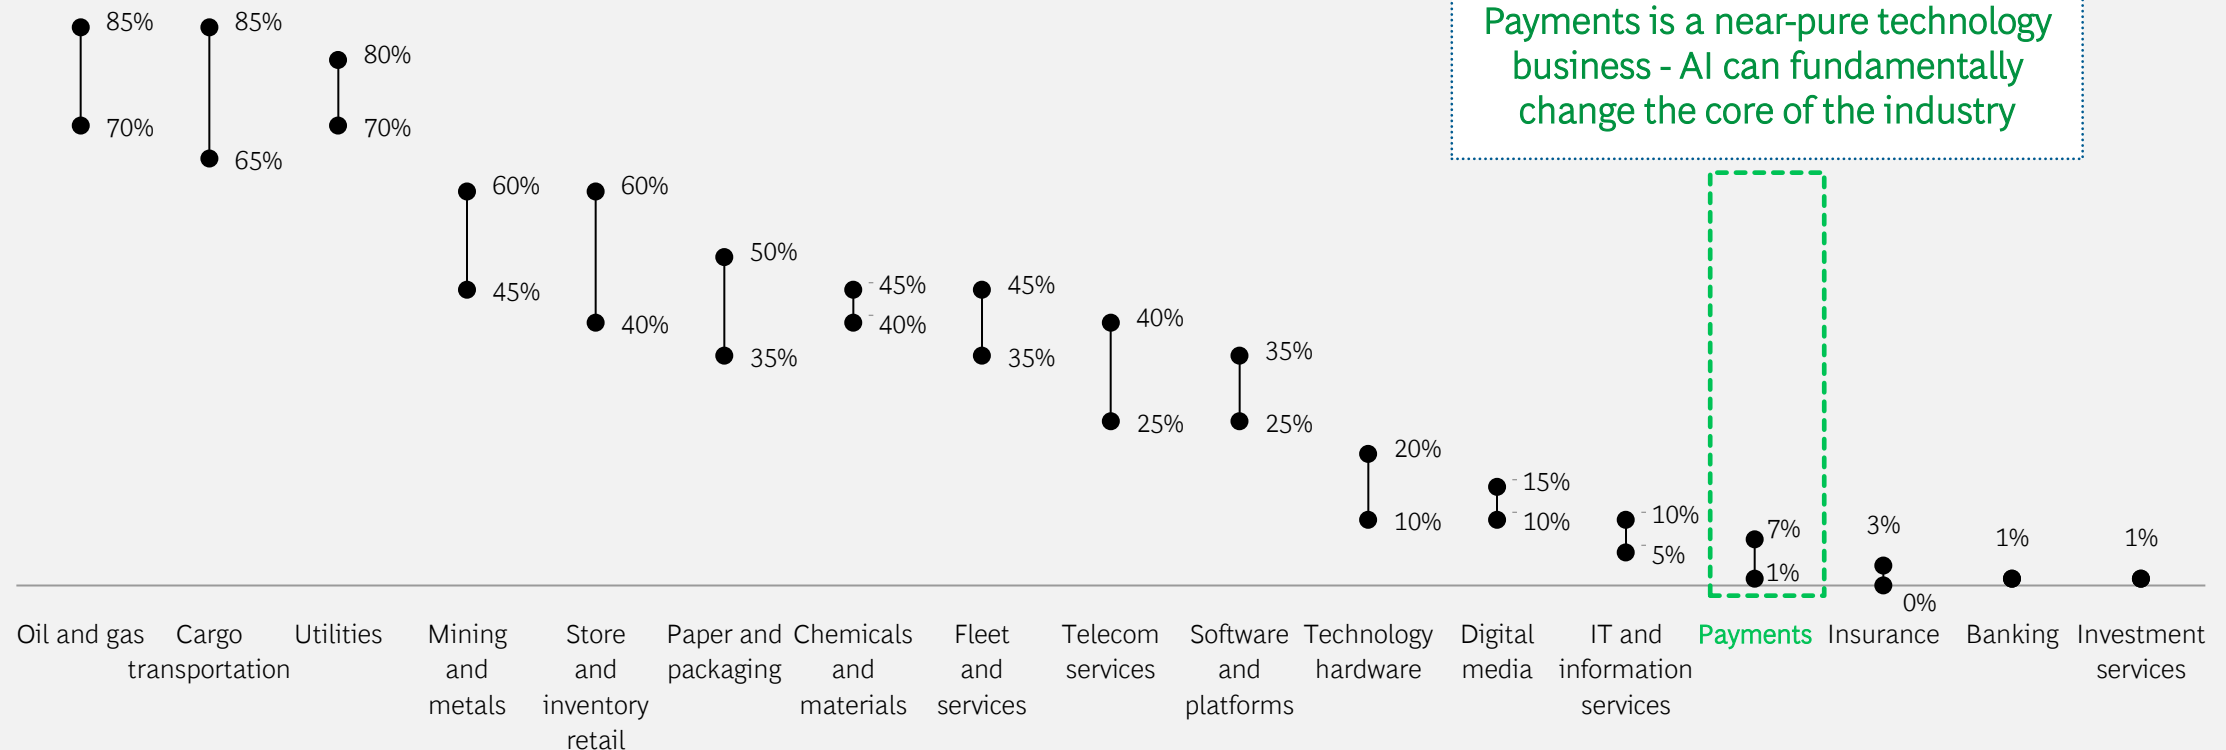 Payments is a near-pure technology
business - AI can fundamentally
change the core of the industry
85%
70%
85%
65%
80%
70%
60%
45%
60%
40%
50%
35%
45%
40%
45%
35%
40%
25%
35%
25%
20%
10%
15%
10%
10%
5%
7%
1%
3%
0%
1%
1%
Oil and gas
Cargo
transportation
Utilities
Mining
and
metals
Store
and
inventory
retail
Paper and
packaging
Chemicals
and
materials
Fleet
and
services
Telecom
services
Software
and
platforms
Technology
hardware
Digital
media
IT and
information
services
Payments
Insurance
Banking
Investment
services